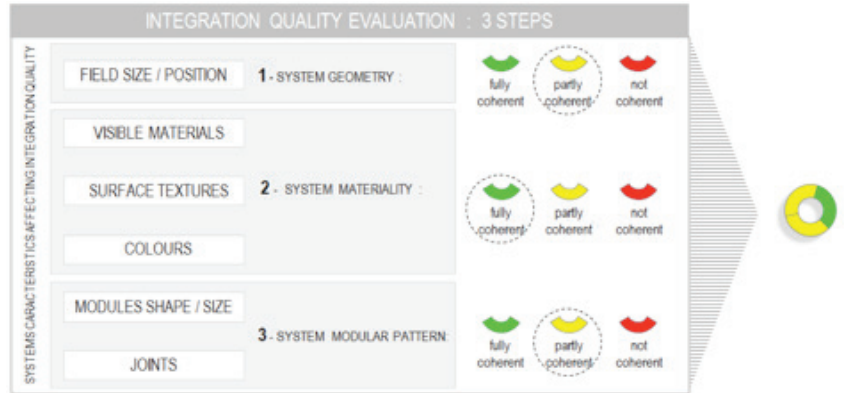 INTEGRATION QUALITY EVALUATION : 3 STEPS
SYSTEMS CARACTERISTICS AFFECTING INTEGRATION QUALITY
FIELD SIZE / POSITION
1 - SYSTEM GEOMETRY :
fully
coherent
partly
coherent
not
coherent
VISIBLE MATERIALS
SURFACE TEXTURES
COLOURS
2 - SYSTEM MATERIALITY :
fully
coherent
partly
coherent
not
coherent
MODULES SHAPE / SIZE
JOINTS
3 - SYSTEM MODULAR PATTERN:
fully
coherent
partly
coherent
not
coherent